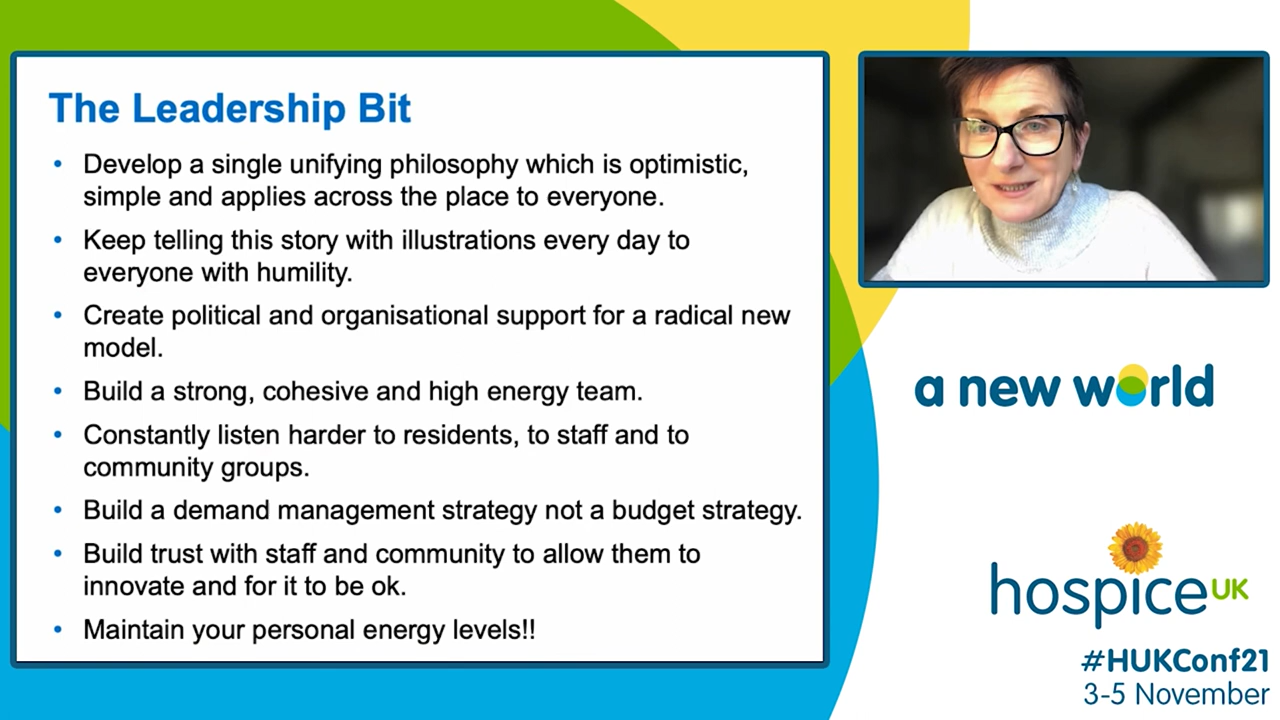 The Leadership Bit
• Develop a single unifying philosophy which is optimistic,
simple and applies across the place to everyone.
• Keep telling this story with illustrations every day to
everyone with humility.
• Create political and organisational support for a radical new
model.
• Build a strong, cohesive and high energy team.
• Constantly listen harder to residents, to staff and to
community groups.
• Build a demand management strategy not a budget strategy.
• Build trust with staff and community to allow them to
innovate and for it to be ok.
• Maintain your personal energy levels!!
a new world
hospice UK
#HUKConf21
3-5 November